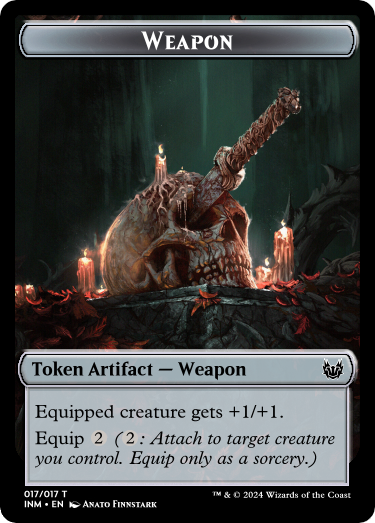 WEAPON
Token Artifact — Weapon
Equipped creature gets +1/+1.
Equip 2 (2: Attach to target creature
you control. Equip only as a sorcery.)
017/017 T
INM • EN ANATO FINNSTARK
™ & © 2024 Wizards of the Coast